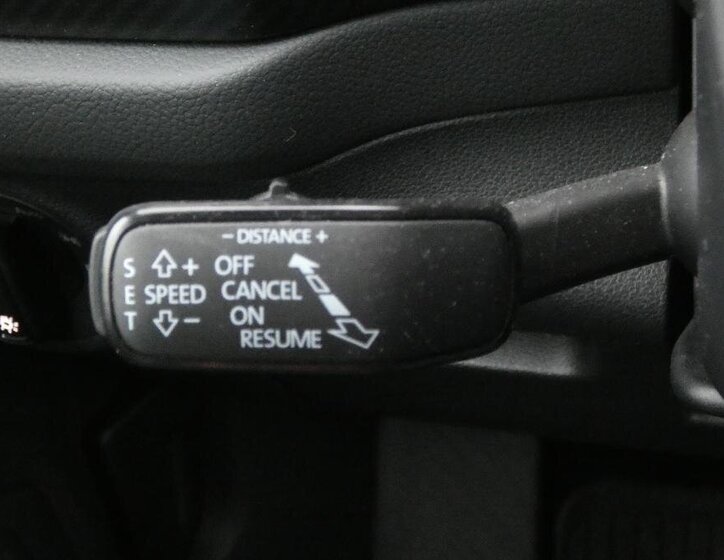 - DISTANCE +
S + OFF
E SPEED CANCEL
T - ON
RESUME